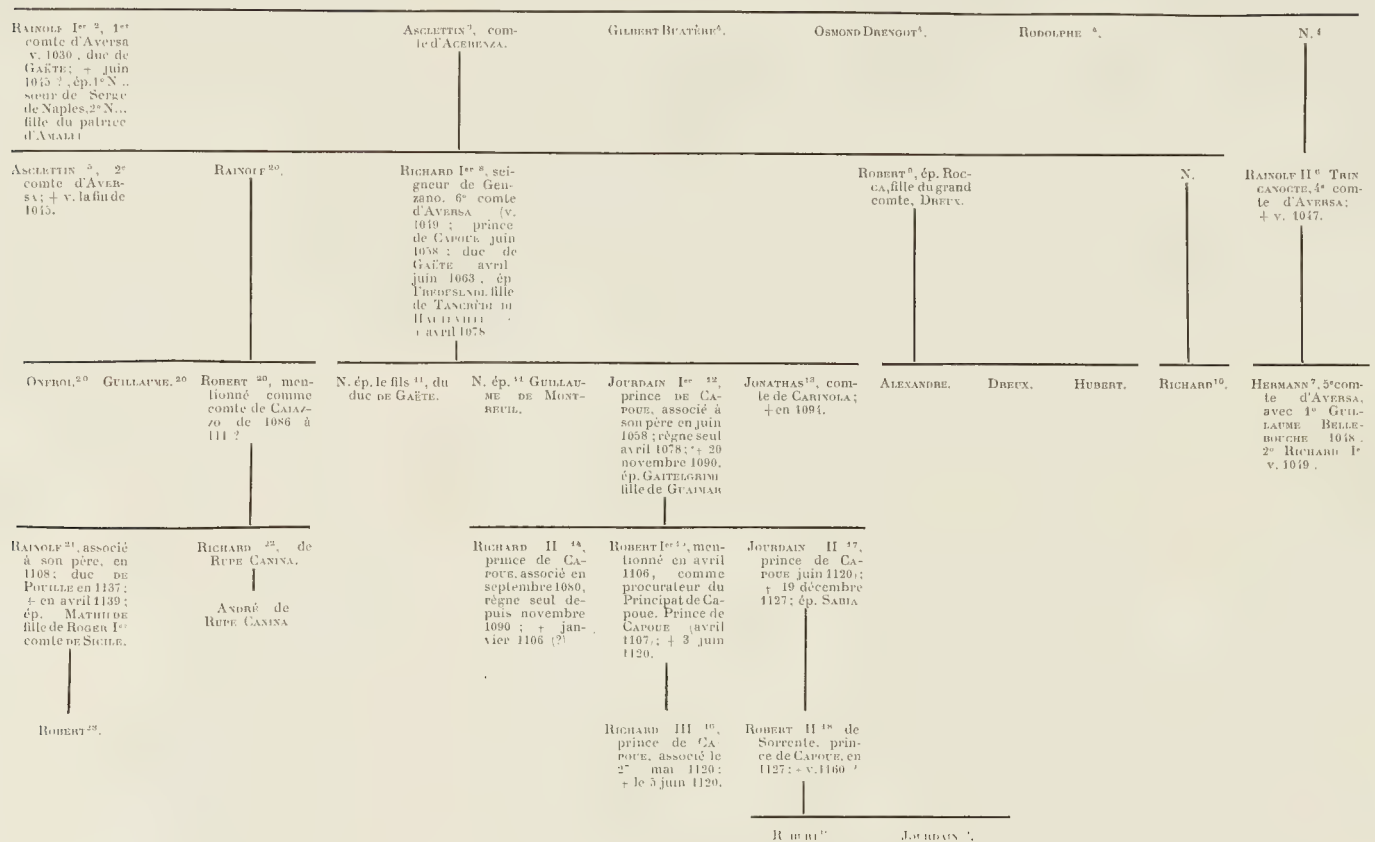 RAINOLF Ier 2, 1er
comte d'Aversa
v. 1030, duc de
GAËTE; + juin
1045 ?, ép. 1° N..
sœur de Serge
de Naples, 2° N...
fille du patrice
d'AMALFI
ASCLETTIN 3, com-
te d'ACERENZA.
GILBERT BUATÈRE 4.
OSMOND DRENGOT 4.
RODOLPHE 4.
N. 4
ASCLETTIN 5, 2e
comte d'AVER-
SA; + v. la fin de
1045.
RAINOLF 20.
RICHARD Ier 8, sei-
gneur de Gen-
zano. 6e comte
d'AVERSA (v.
1049; prince
de CAPOUE juin
1058; duc de
GAËTE avril
juin 1063, ép
FREDESENDE fille
de TANCRÈDE DE
HAUTEVILLE
+ avril 1078
ROBERT 9, ép. ROC-
CA, fille du grand
comte, DREUX.
N.
RAINOLF II 6 TRIN
CANOCTE, 4e com-
te d'AVERSA;
+ v. 1047.
ONFROI. 20
GUILLAUME. 20
ROBERT 20, men-
tionné comme
comte de CAIAZ-
ZO de 1086 à
111 ?
N. ép. le fils 11, du
duc DE GAËTE.
N. ép. 11 GUILLAU-
ME DE MONT-
REUIL.
JOURDAIN Ier 12,
prince DE CA-
POUE, associé à
son père en juin
1058; règne seul
avril 1078; + 20
novembre 1090,
ép. GAITELGRIME
fille de GUAIMAR
JONATHAS 13, com-
te de CARINOLA;
+ en 1094.
ALEXANDRE.
DREUX.
HUBERT.
RICHARD 10.
HERMANN 7, 5e com-
te d'AVERSA,
avec 1° GUIL-
LAUME BELLE-
BOUCHE 1048.
2° RICHARD Ier
v. 1049.
RAINOLF 21, associé
à son père, en
1108; duc DE
POUILLE en 1137;
+ en avril 1139;
ép. MATHILDE
fille de ROGER Ier
comte DE SICILE.
RICHARD 22, de
RUPE CANINA.
ANDRÉ de
RUPE CANINA
RICHARD II 14,
prince de CA-
POUE, associé en
septembre 1080,
règne seul de-
puis novembre
1090; + jan-
vier 1106 (?)
ROBERT Ier 15, men-
tionné en avril
1106, comme
procurateur du
Principat de Ca-
poue. Prince de
CAPOUE (avril
1107); + 3 juin
1120.
JOURDAIN II 17,
prince de CA-
POUE juin 1120);
+ 19 décembre
1127; ép. SABIA
ROBERT 23.
RICHARD III 16,
prince de CA
POUE, associé le
27 mai 1120;
+ le 5 juin 1120.
ROBERT II 18 de
Sorrente, prin-
ce de CAPOUE, en
1127; + v. 1160 ?
ROBERT
JOURDAIN